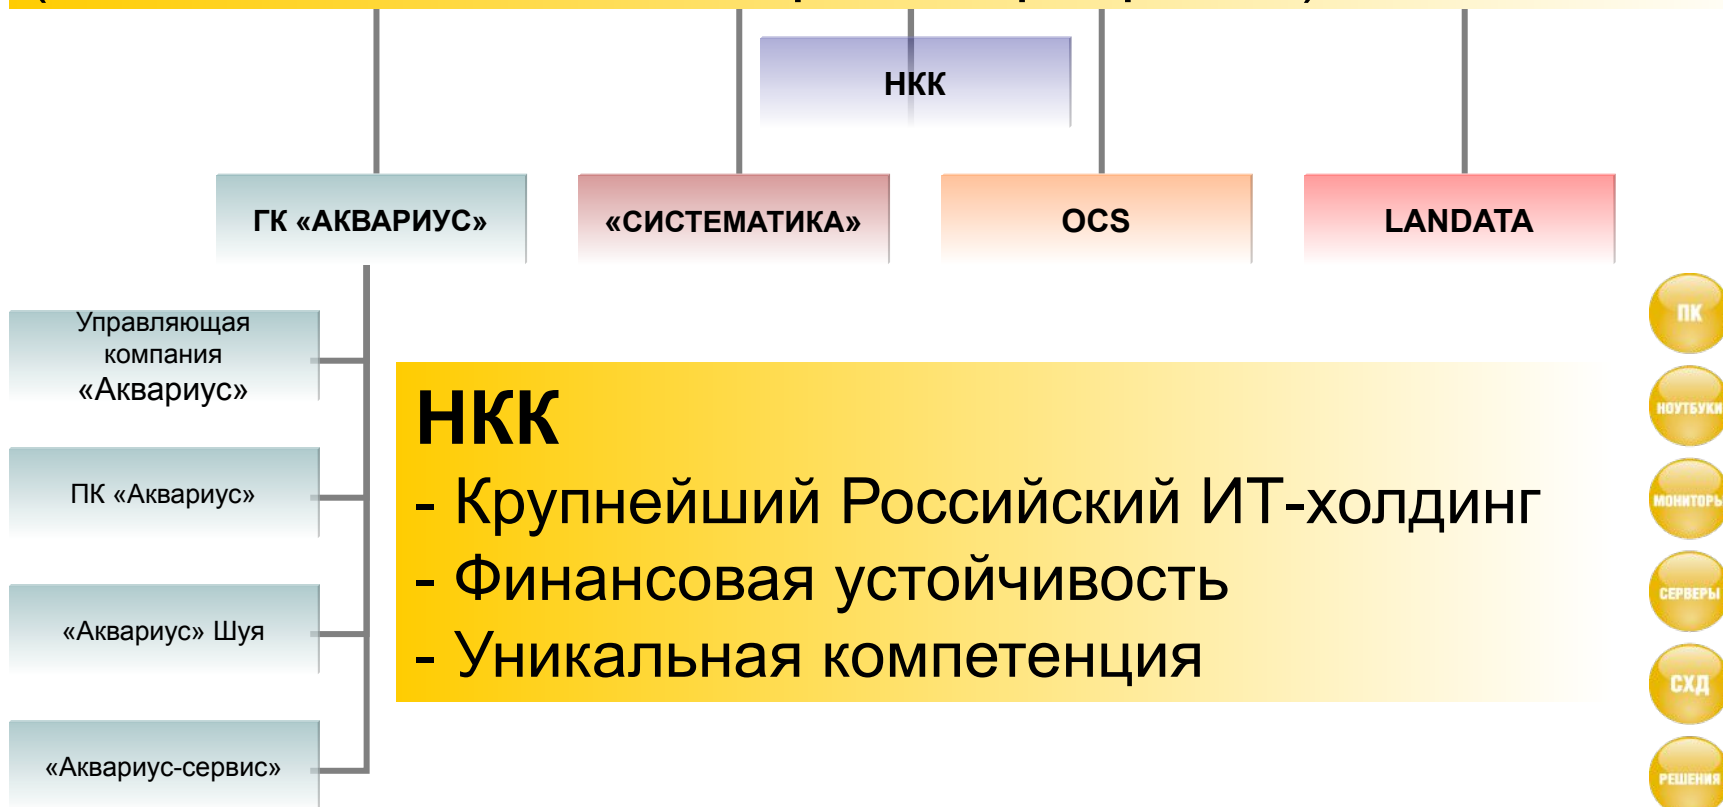 НКК
ГК «АКВАРИУС»
«СИСТЕМАТИКА»
OCS
LANDATA
Управляющая
компания
«Аквариус»
ПК «Аквариус»
«Аквариус» Шуя
«Аквариус-сервис»
НКК
- Крупнейший Российский ИТ-холдинг
- Финансовая устойчивость
- Уникальная компетенция
ПК
НОУТБУКИ
МОНИТОРЫ
СЕРВЕРЫ
СХД
РЕШЕНИЯ